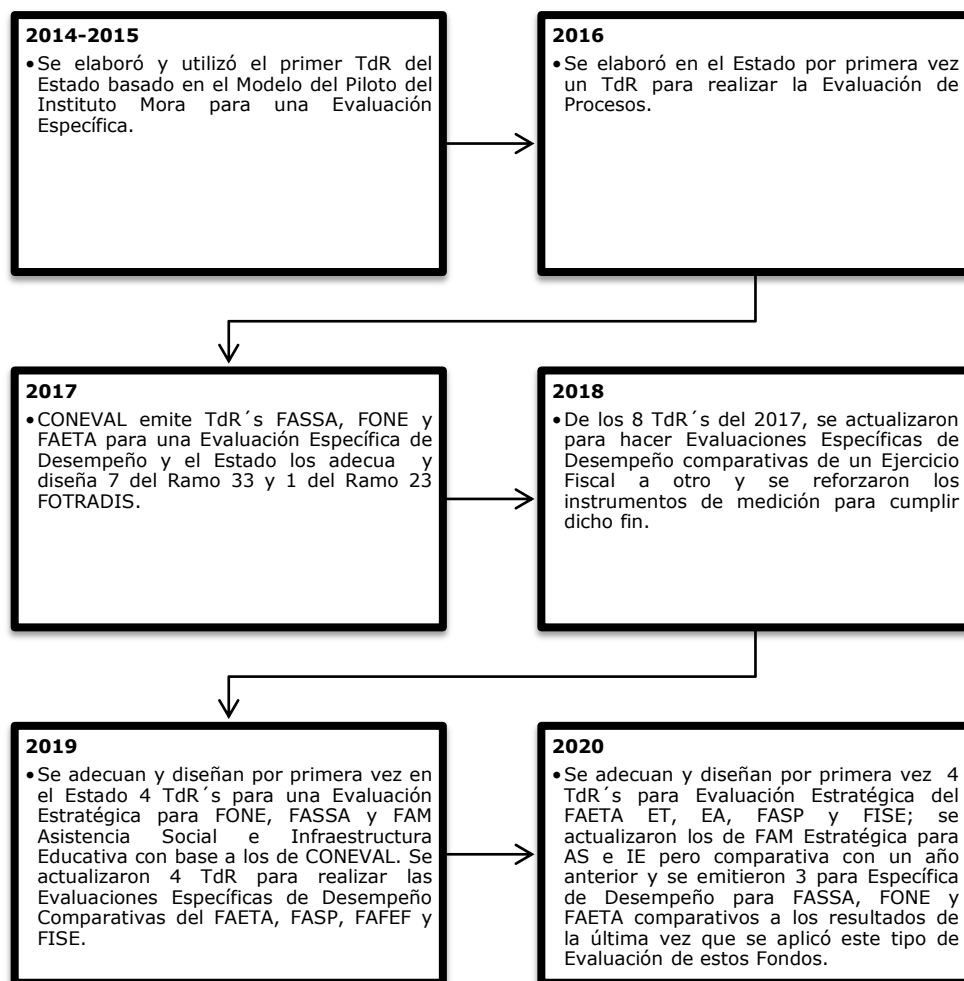 2014-2015
•Se elaboró y utilizó el primer TdR del
Estado basado en el Modelo del Piloto del
Instituto Mora para una Evaluación
Específica.
2016
•Se elaboró en el Estado por primera vez
un TdR para realizar la Evaluación de
Procesos.
2017
•CONEVAL emite TdR´s FASSA, FONE y
FAETA para una Evaluación Específica de
Desempeño y el Estado los adecua y
diseña 7 del Ramo 33 y 1 del Ramo 23
FOTRADIS.
2018
•De los 8 TdR´s del 2017, se actualizaron
para hacer Evaluaciones Específicas de
Desempeño comparativas de un Ejercicio
Fiscal a otro y se reforzaron los
instrumentos de medición para cumplir
dicho fin.
2019
•Se adecuan y diseñan por primera vez en
el Estado 4 TdR´s para una Evaluación
Estratégica para FONE, FASSA y FAM
Asistencia Social e Infraestructura
Educativa con base a los de CONEVAL. Se
actualizaron 4 TdR para realizar las
Evaluaciones Específicas de Desempeño
Comparativas del FAETA, FASP, FAFEF y
FISE.
2020
•Se adecuan y diseñan por primera vez 4
TdR´s para Evaluación Estratégica del
FAETA ET, EA, FASP y FISE; se
actualizaron los de FAM Estratégica para
AS e IE pero comparativa con un año
anterior y se emitieron 3 para Específica
de Desempeño para FASSA, FONE y
FAETA comparativos a los resultados de
la última vez que se aplicó este tipo de
Evaluación de estos Fondos.